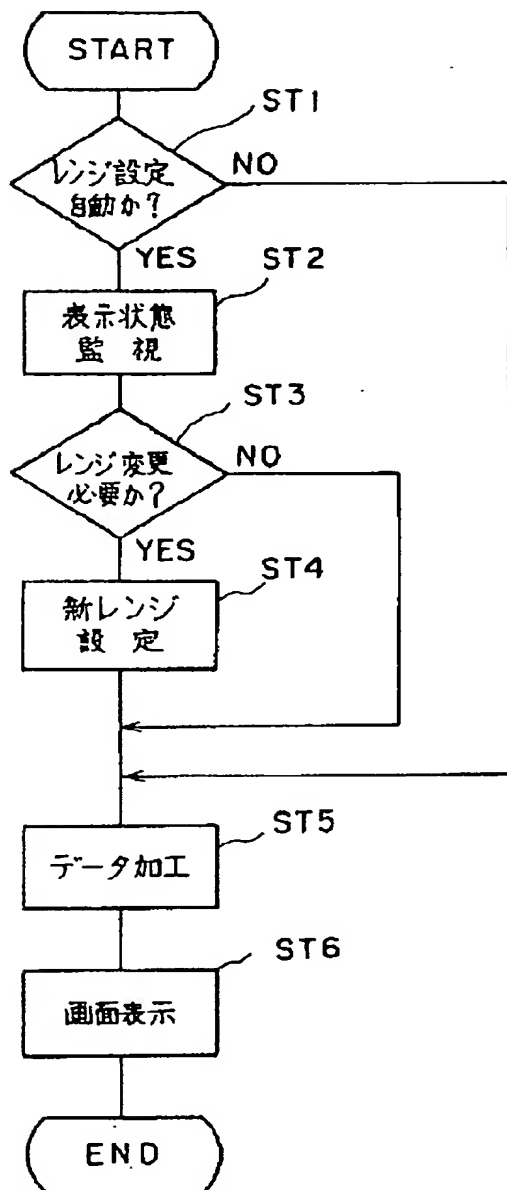 START
ST1
レンジ設定
自動か?
NO
YES
ST2
表示状態
監 視
ST3
レンジ変更
必要か?
NO
YES
ST4
新レンジ
設 定
ST5
データ加工
ST6
画面表示
END